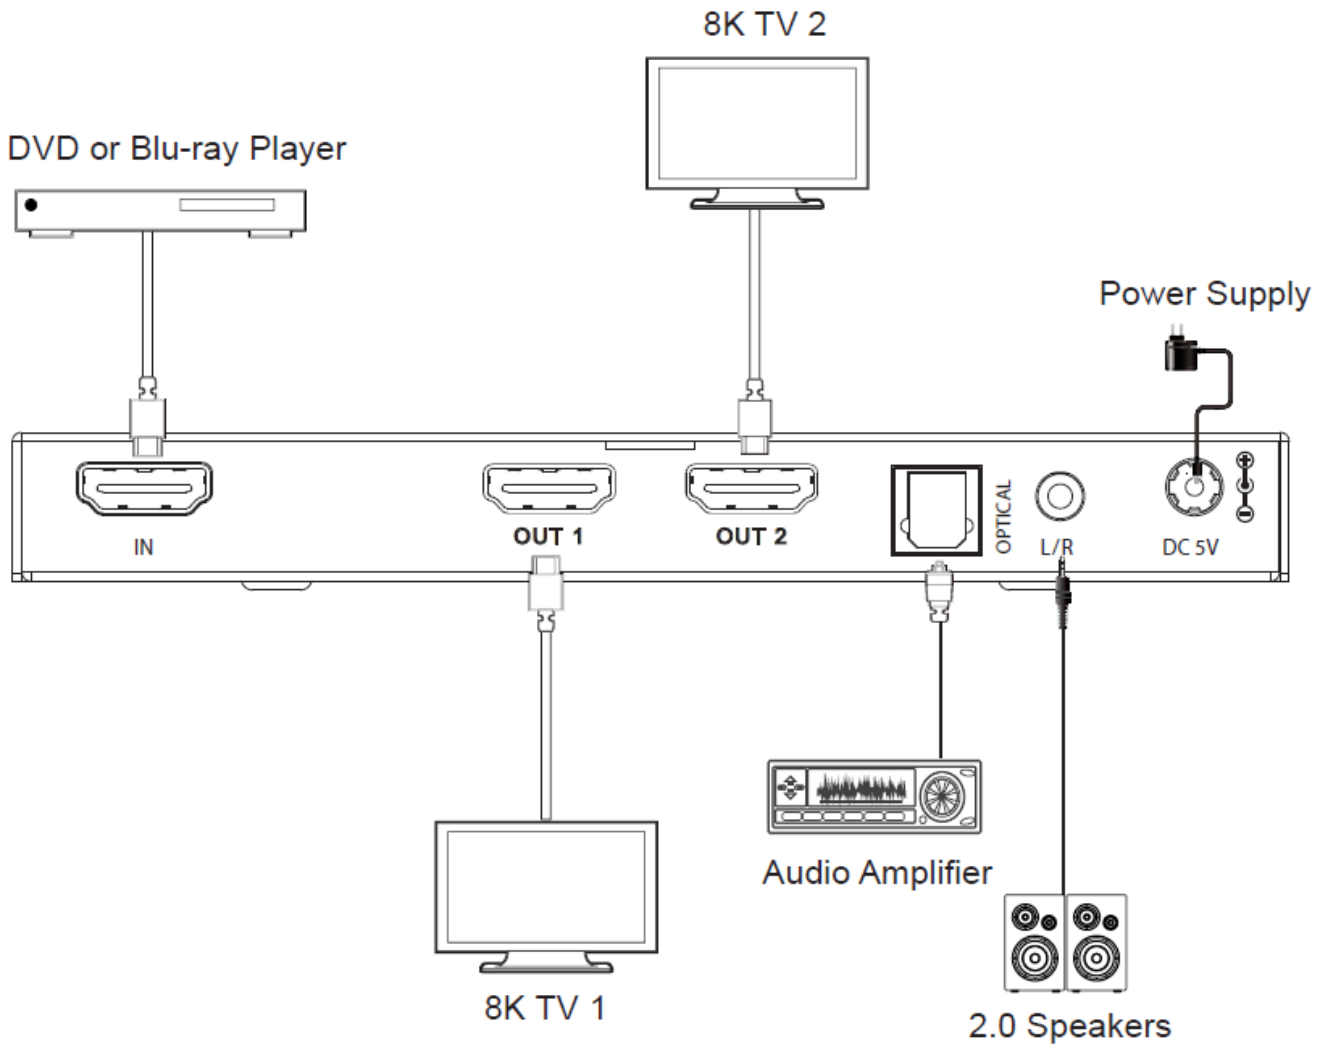 8K TV 2
DVD or Blu-ray Player
Power Supply
IN
OUT 1
OUT 2
OPTICAL
L/R
DC 5V
Audio Amplifier
8K TV 1
2.0 Speakers